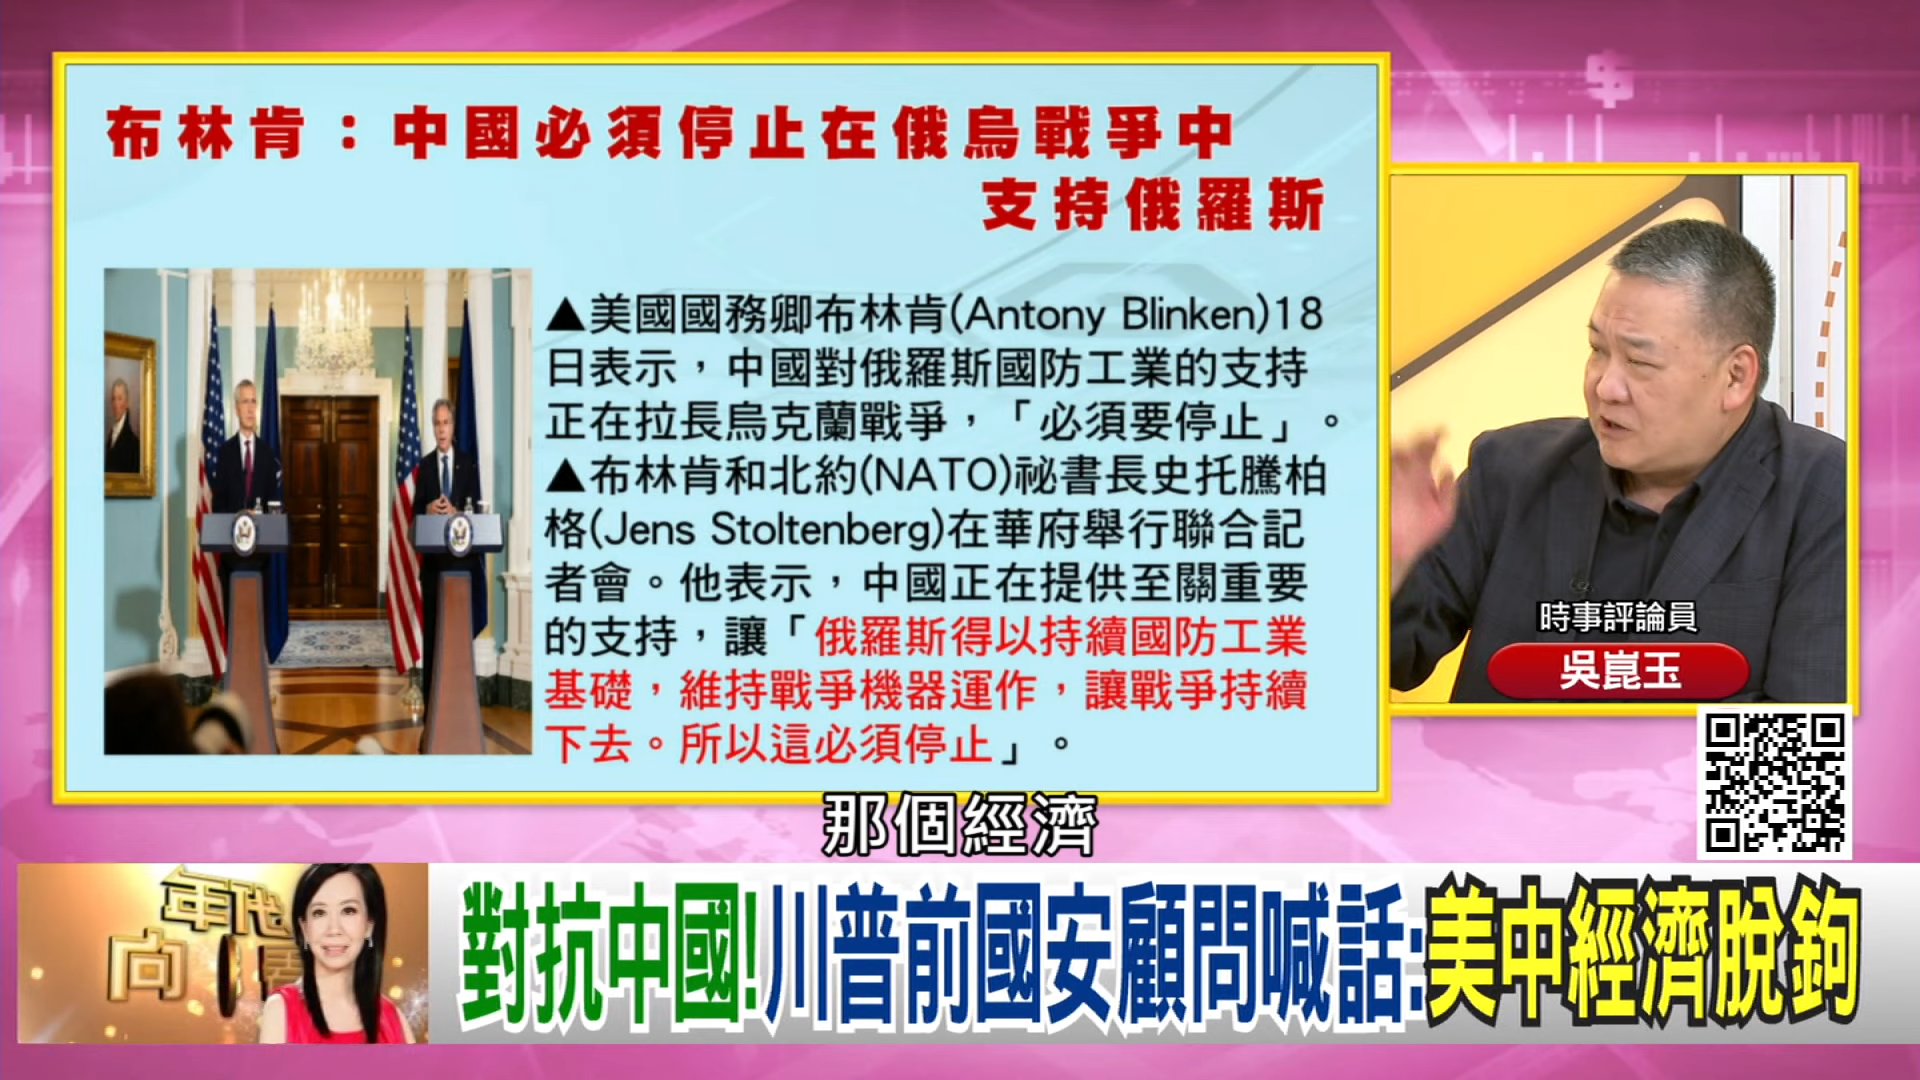 布林肯：中國必須停止在俄烏戰爭中
支持俄羅斯
▲美國國務卿布林肯(Antony Blinken)18
日表示，中國對俄羅斯國防工業的支持
正在拉長烏克蘭戰爭，「必須要停止」。
▲布林肯和北約(NATO)祕書長史托騰柏
格(Jens Stoltenberg)在華府舉行聯合記
者會。他表示，中國正在提供至關重要
的支持，讓「俄羅斯得以持續國防工業
基礎，維持戰爭機器運作，讓戰爭持續
下去。所以這必須停止」。
時事評論員
吳崑玉
那個經濟
年代
向
對抗中國!川普前國安顧問喊話:美中經濟脫鉤